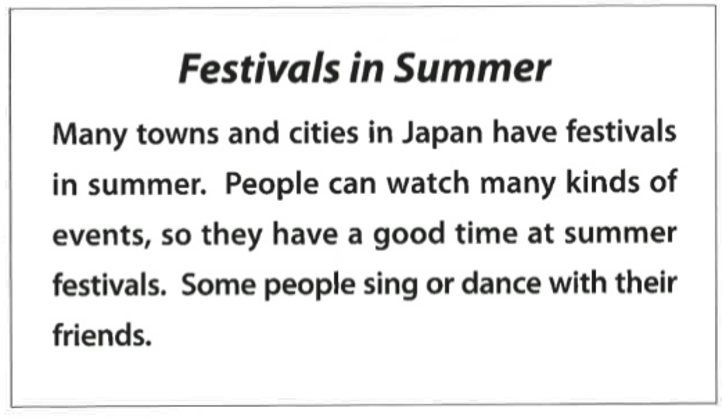 Festivals in Summer
Many towns and cities in Japan have festivals
in summer. People can watch many kinds of
events, so they have a good time at summer
festivals. Some people sing or dance with their
friends.